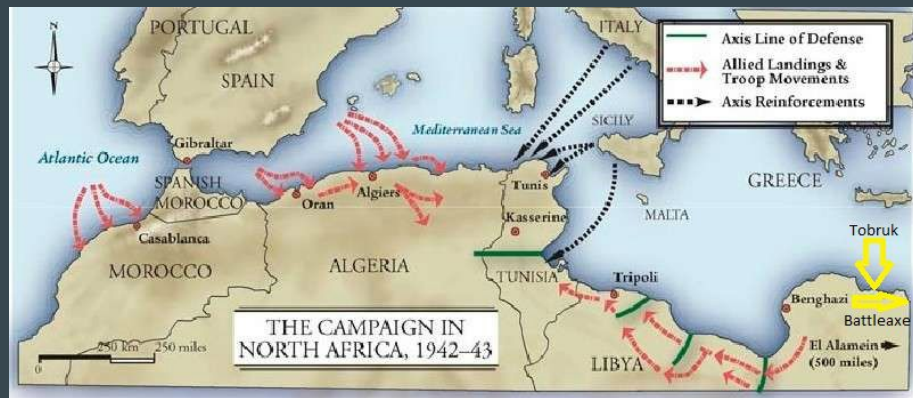 PORTUGAL
SPAIN
ITALY
Axis Line of Defense
Allied Landings &
Troop Movements
Axis Reinforcements
Mediterranean Sea
SICILY
Gibraltar
Atlantic Ocean
SPANISH
MOROCCO
Oran
Algiers
Tunis
GREECE
Casablanca
Kasserine
MALTA
Tobruk
MOROCCO
ALGERIA
TUNISIA
Tripoli
Benghazi
Battleaxe
THE CAMPAIGN IN
NORTH AFRICA, 1942–43
El Alamein
(500 miles)
LIBYA
0 250 km 250 miles